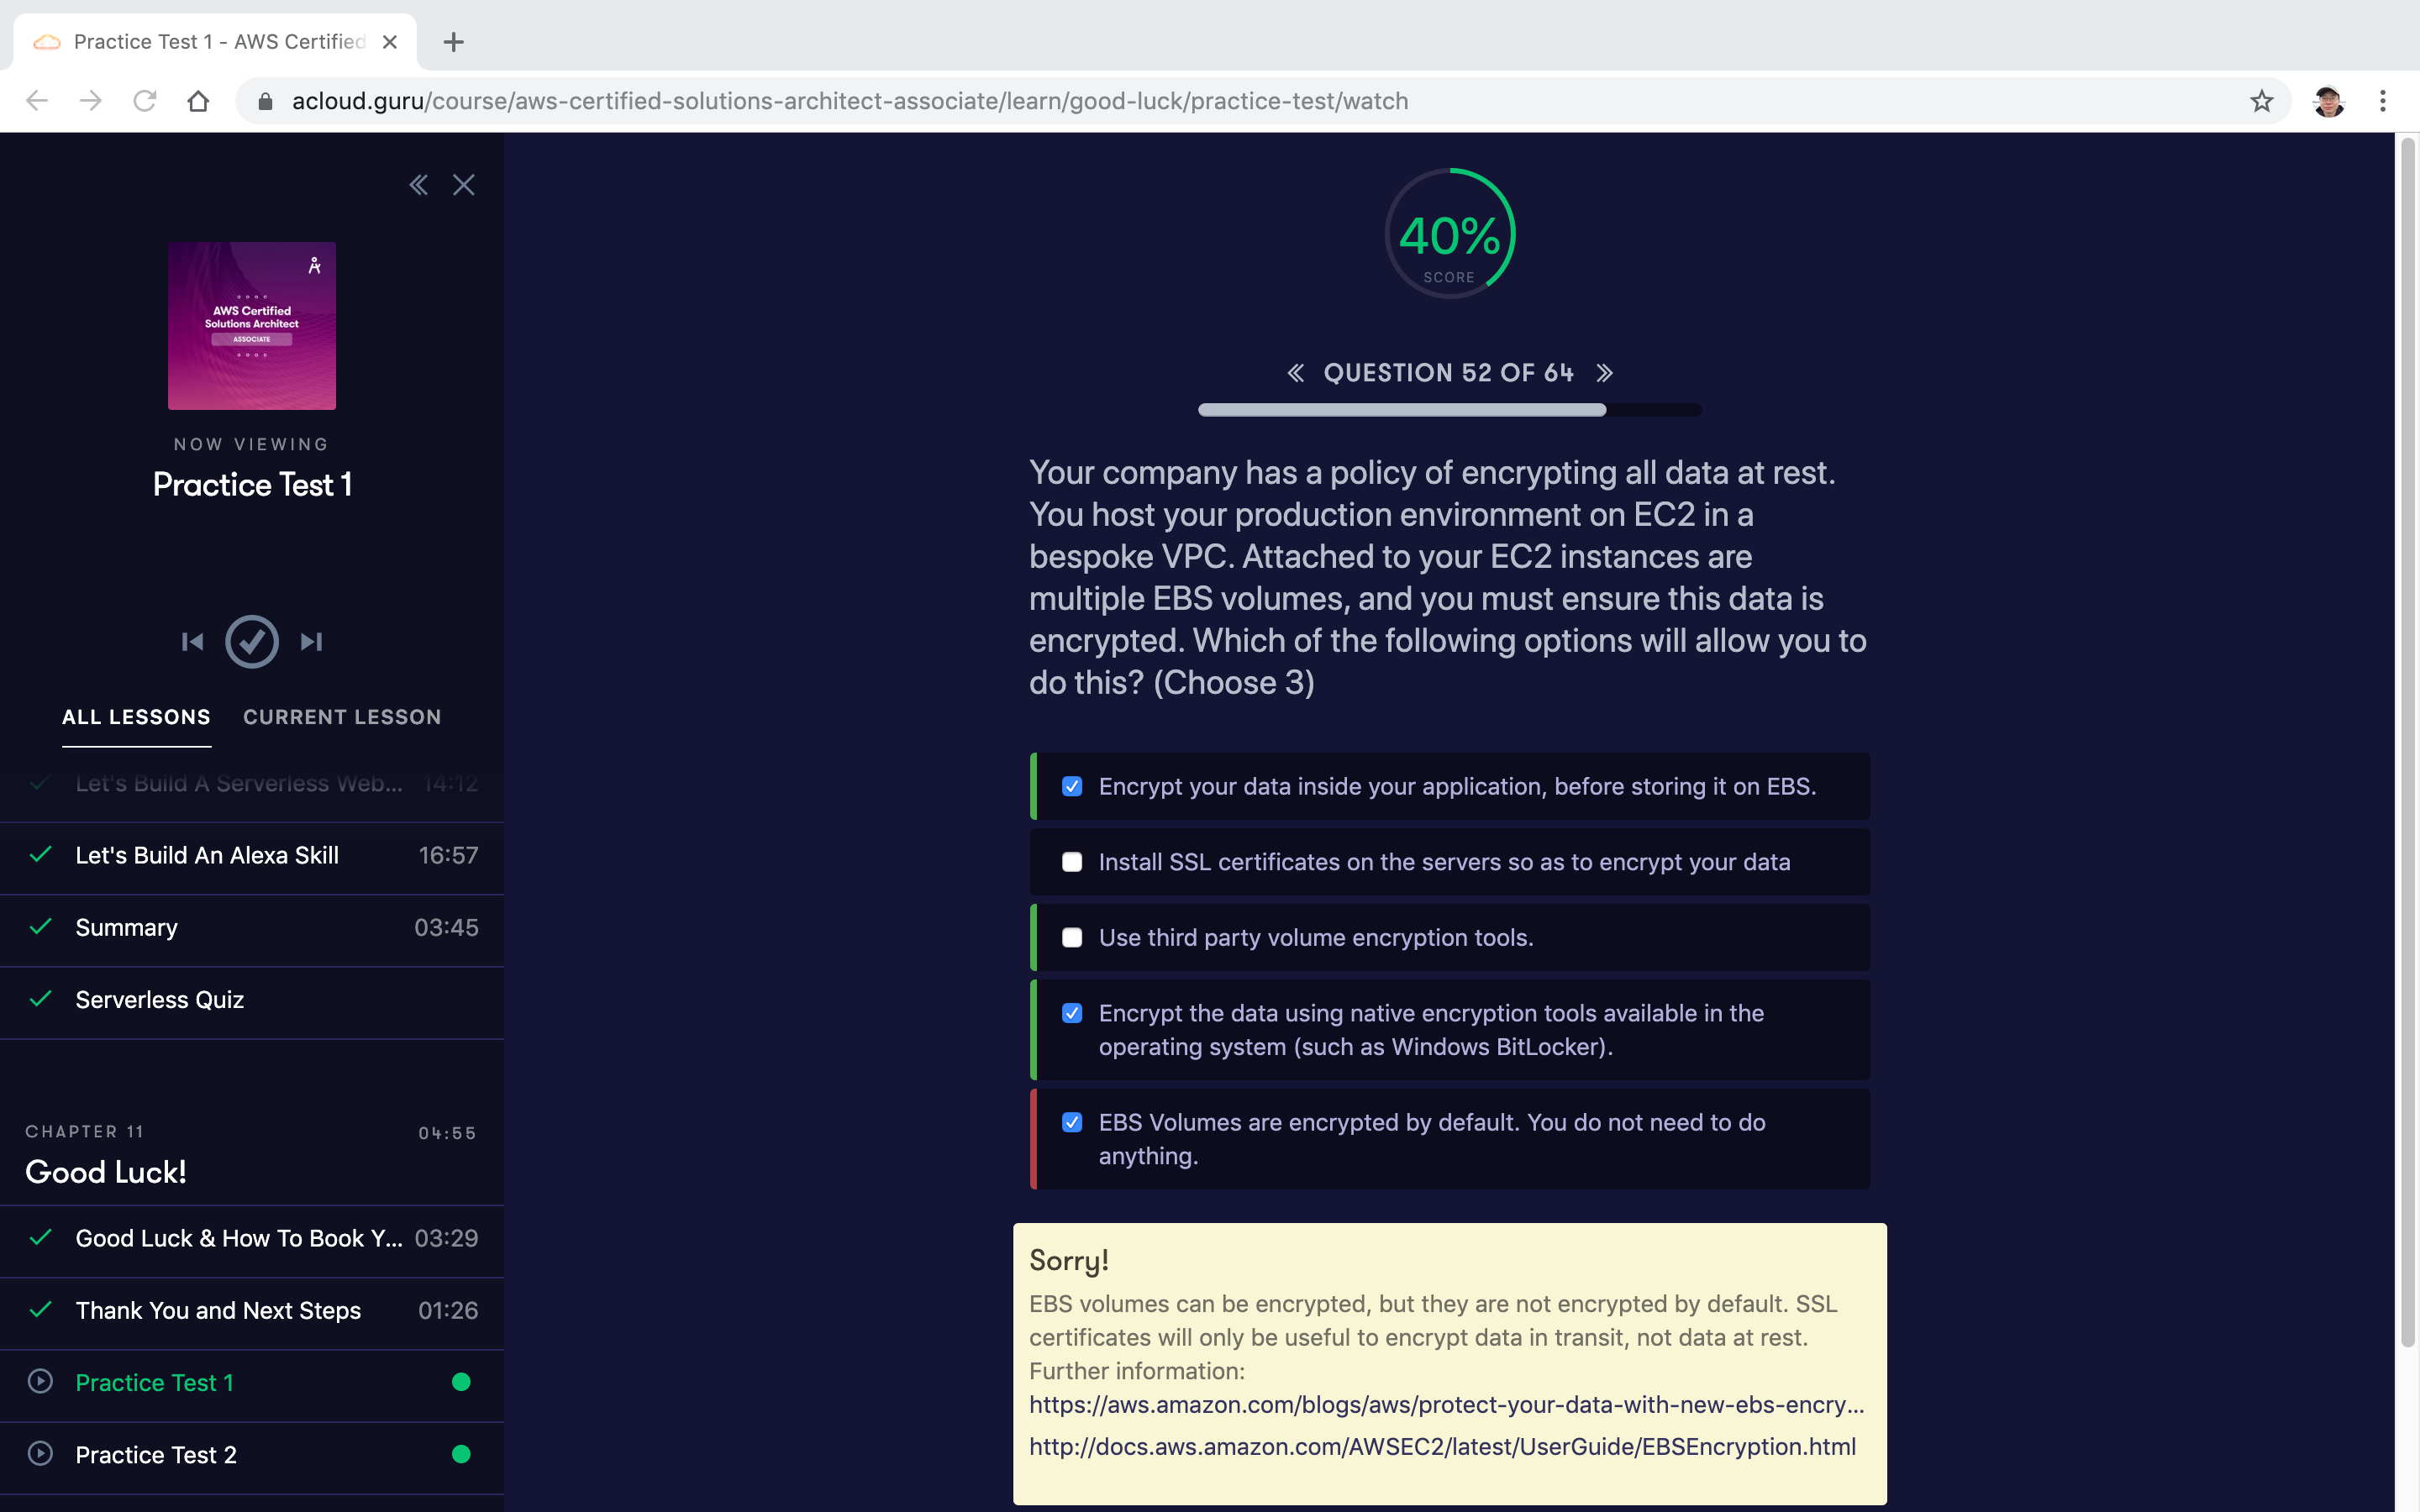 Practice Test 1 - AWS Certified
acloud.guru/course/aws-certified-solutions-architect-associate/learn/good-luck/practice-test/watch
AWS Certified
Solutions Architect
ASSOCIATE
NOW VIEWING
Practice Test 1
ALL LESSONS CURRENT LESSON
Let's Build A Serverless Web... 14:12
Let's Build An Alexa Skill 16:57
Summary 03:45
Serverless Quiz
CHAPTER 11 04:55
Good Luck!
Good Luck & How To Book Y... 03:29
Thank You and Next Steps 01:26
Practice Test 1
Practice Test 2
40%
SCORE
« QUESTION 52 OF 64 »
Your company has a policy of encrypting all data at rest.
You host your production environment on EC2 in a
bespoke VPC. Attached to your EC2 instances are
multiple EBS volumes, and you must ensure this data is
encrypted. Which of the following options will allow you to
do this? (Choose 3)
Encrypt your data inside your application, before storing it on EBS.
Install SSL certificates on the servers so as to encrypt your data
Use third party volume encryption tools.
Encrypt the data using native encryption tools available in the
operating system (such as Windows BitLocker).
EBS Volumes are encrypted by default. You do not need to do
anything.
Sorry!
EBS volumes can be encrypted, but they are not encrypted by default. SSL
certificates will only be useful to encrypt data in transit, not data at rest.
Further information:
https://aws.amazon.com/blogs/aws/protect-your-data-with-new-ebs-encry...
http://docs.aws.amazon.com/AWSEC2/latest/UserGuide/EBSEncryption.html